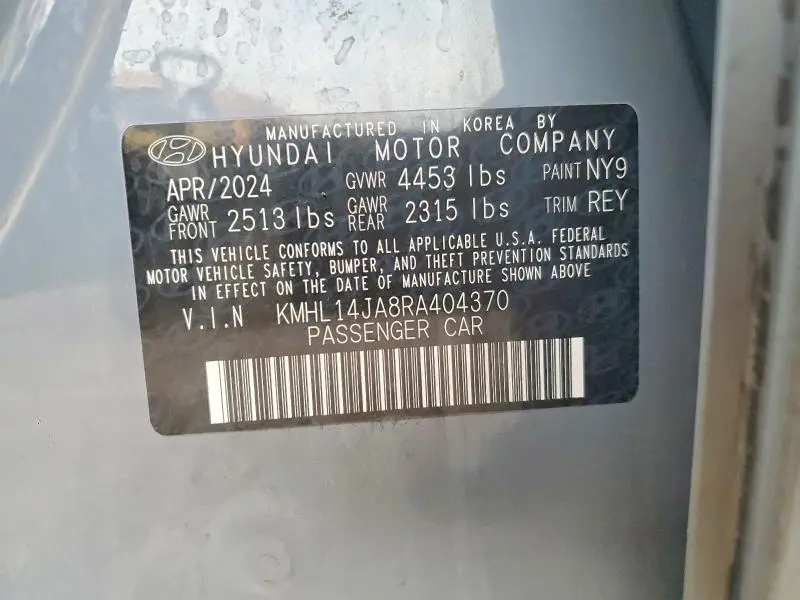 MANUFACTURED IN KOREA BY
HYUNDAI MOTOR COMPANY
APR/2024 GVWR 4453 lbs PAINT NY9
GAWR FRONT 2513 lbs GAWR REAR 2315 lbs TRIM REY
THIS VEHICLE CONFORMS TO ALL APPLICABLE U.S.A. FEDERAL
MOTOR VEHICLE SAFETY, BUMPER, AND THEFT PREVENTION STANDARDS
IN EFFECT ON THE DATE OF MANUFACTURE SHOWN ABOVE
V.I.N KMHL14JA8RA404370
PASSENGER CAR